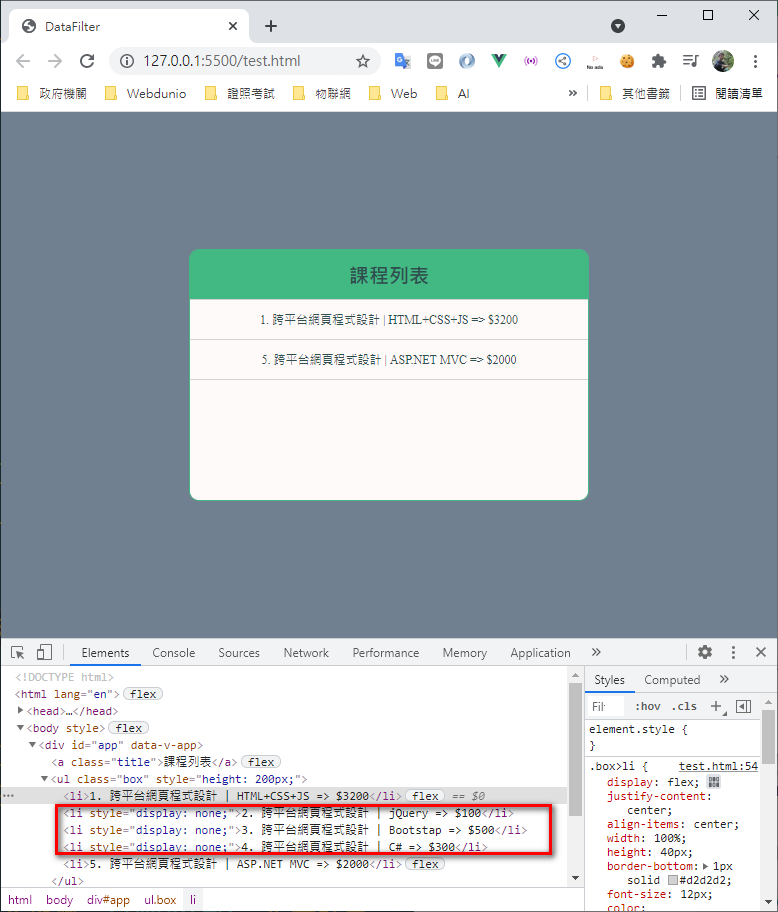 DataFilter
127.0.0.1:5500/test.html
LINE
No ads
政府機關 Webdunio 證照考試 物聯網 Web AI » 其他書籤 閱讀清單
課程列表
1. 跨平台網頁程式設計 | HTML+CSS+JS => $3200
5. 跨平台網頁程式設計 | ASP.NET MVC => $2000
Elements Console Sources Network Performance Memory Application »
<!DOCTYPE html>
<html lang="en"> flex
<head>…</head>
<body style> flex
<div id="app" data-v-app>
<a class="title">課程列表</a> flex
<ul class="box" style="height: 200px;">
<li>1. 跨平台網頁程式設計 | HTML+CSS+JS => $3200</li> flex == $0
<li style="display: none;">2. 跨平台網頁程式設計 | jQuery => $100</li>
<li style="display: none;">3. 跨平台網頁程式設計 | Bootstap => $500</li>
<li style="display: none;">4. 跨平台網頁程式設計 | C# => $300</li>
<li>5. 跨平台網頁程式設計 | ASP.NET MVC => $2000</li> flex
</ul>
html body div#app ul.box li
Styles Computed »
Fil :hov .cls +
element.style {
}
.box>li { test.html:54
display: flex;
justify-content:
center;
align-items: center;
width: 100%;
height: 40px;
border-bottom: 1px
solid #d2d2d2;
font-size: 12px;
color: